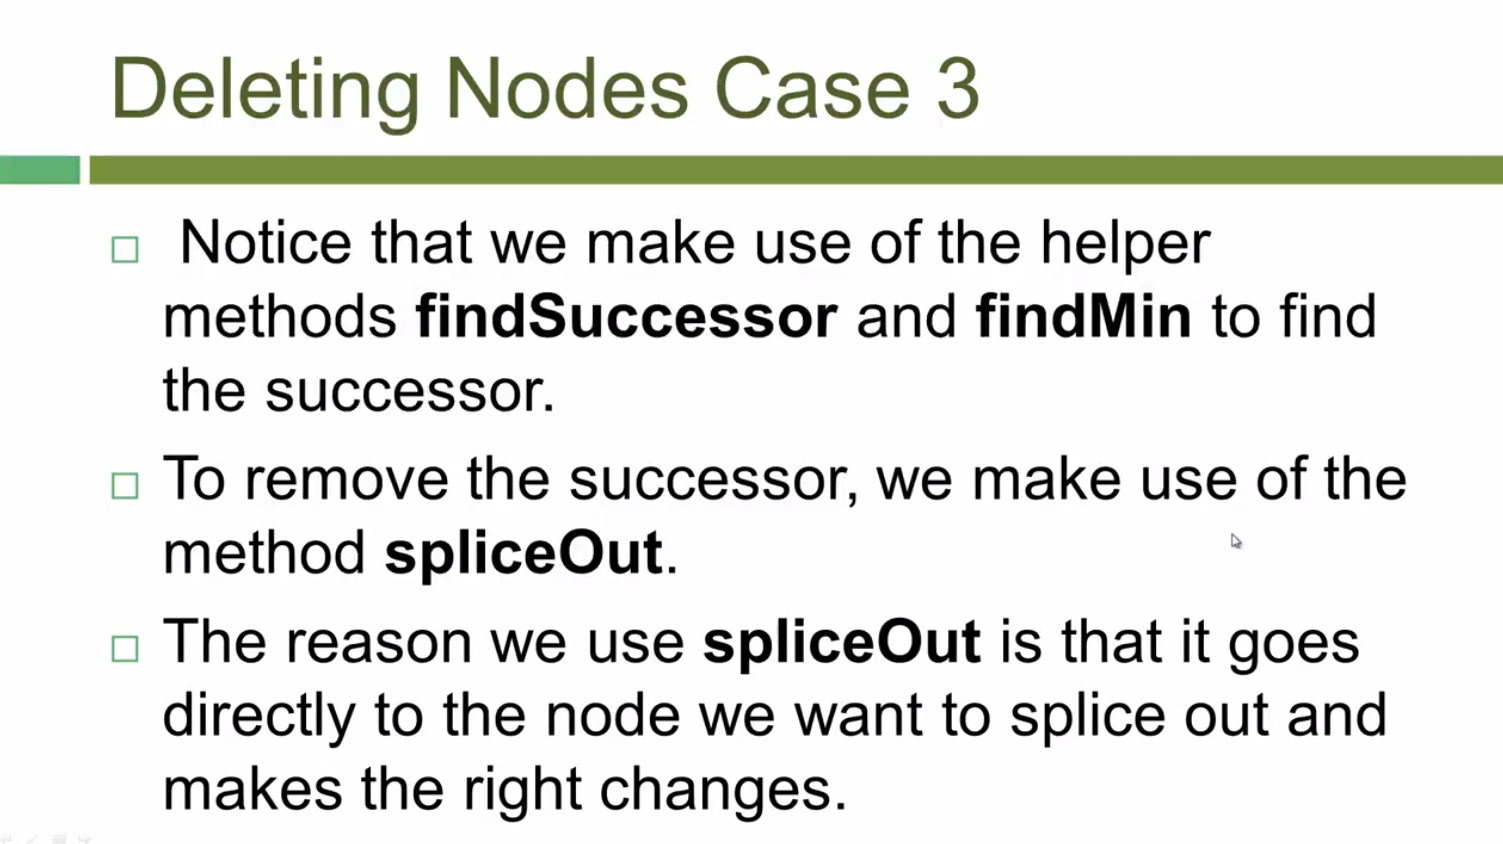 Deleting Nodes Case 3
Notice that we make use of the helper
methods findSuccessor and findMin to find
the successor.
To remove the successor, we make use of the
method spliceOut.
The reason we use spliceOut is that it goes
directly to the node we want to splice out and
makes the right changes.